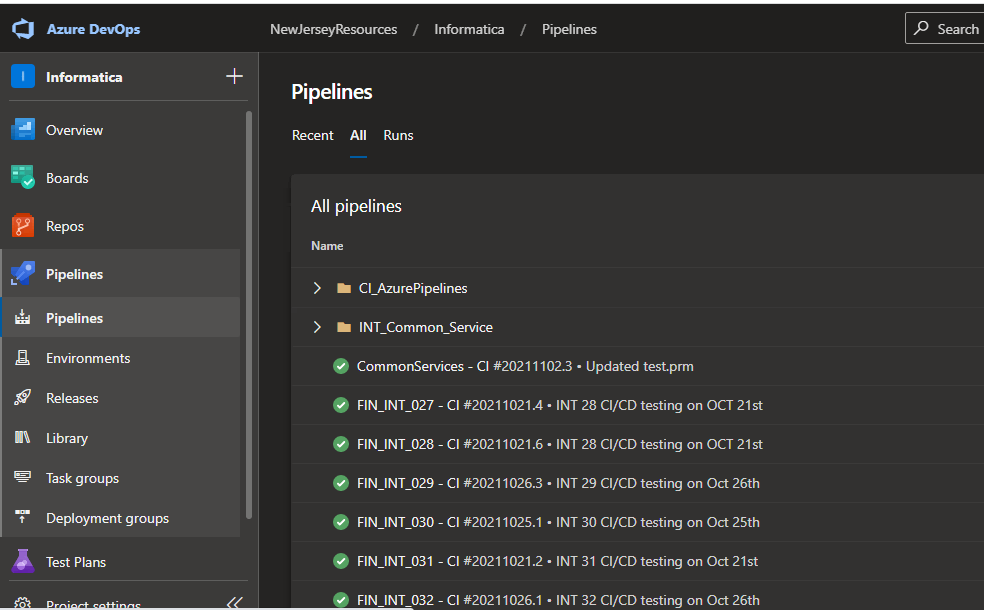 Azure DevOps
NewJerseyResources / Informatica / Pipelines
Search
I
Informatica
Overview
Boards
Repos
Pipelines
Pipelines
Environments
Releases
Library
Task groups
Deployment groups
Test Plans
Project settings
Pipelines
Recent All Runs
All pipelines
Name
CI_AzurePipelines
INT_Common_Service
CommonServices - CI #20211102.3 • Updated test.prm
FIN_INT_027 - CI #20211021.4 • INT 28 CI/CD testing on OCT 21st
FIN_INT_028 - CI #20211021.6 • INT 28 CI/CD testing on OCT 21st
FIN_INT_029 - CI #20211026.3 • INT 29 CI/CD testing on Oct 26th
FIN_INT_030 - CI #20211025.1 • INT 30 CI/CD testing on Oct 25th
FIN_INT_031 - CI #20211021.2 • INT 31 CI/CD testing on Oct 21st
FIN_INT_032 - CI #20211026.1 • INT 32 CI/CD testing on Oct 26th